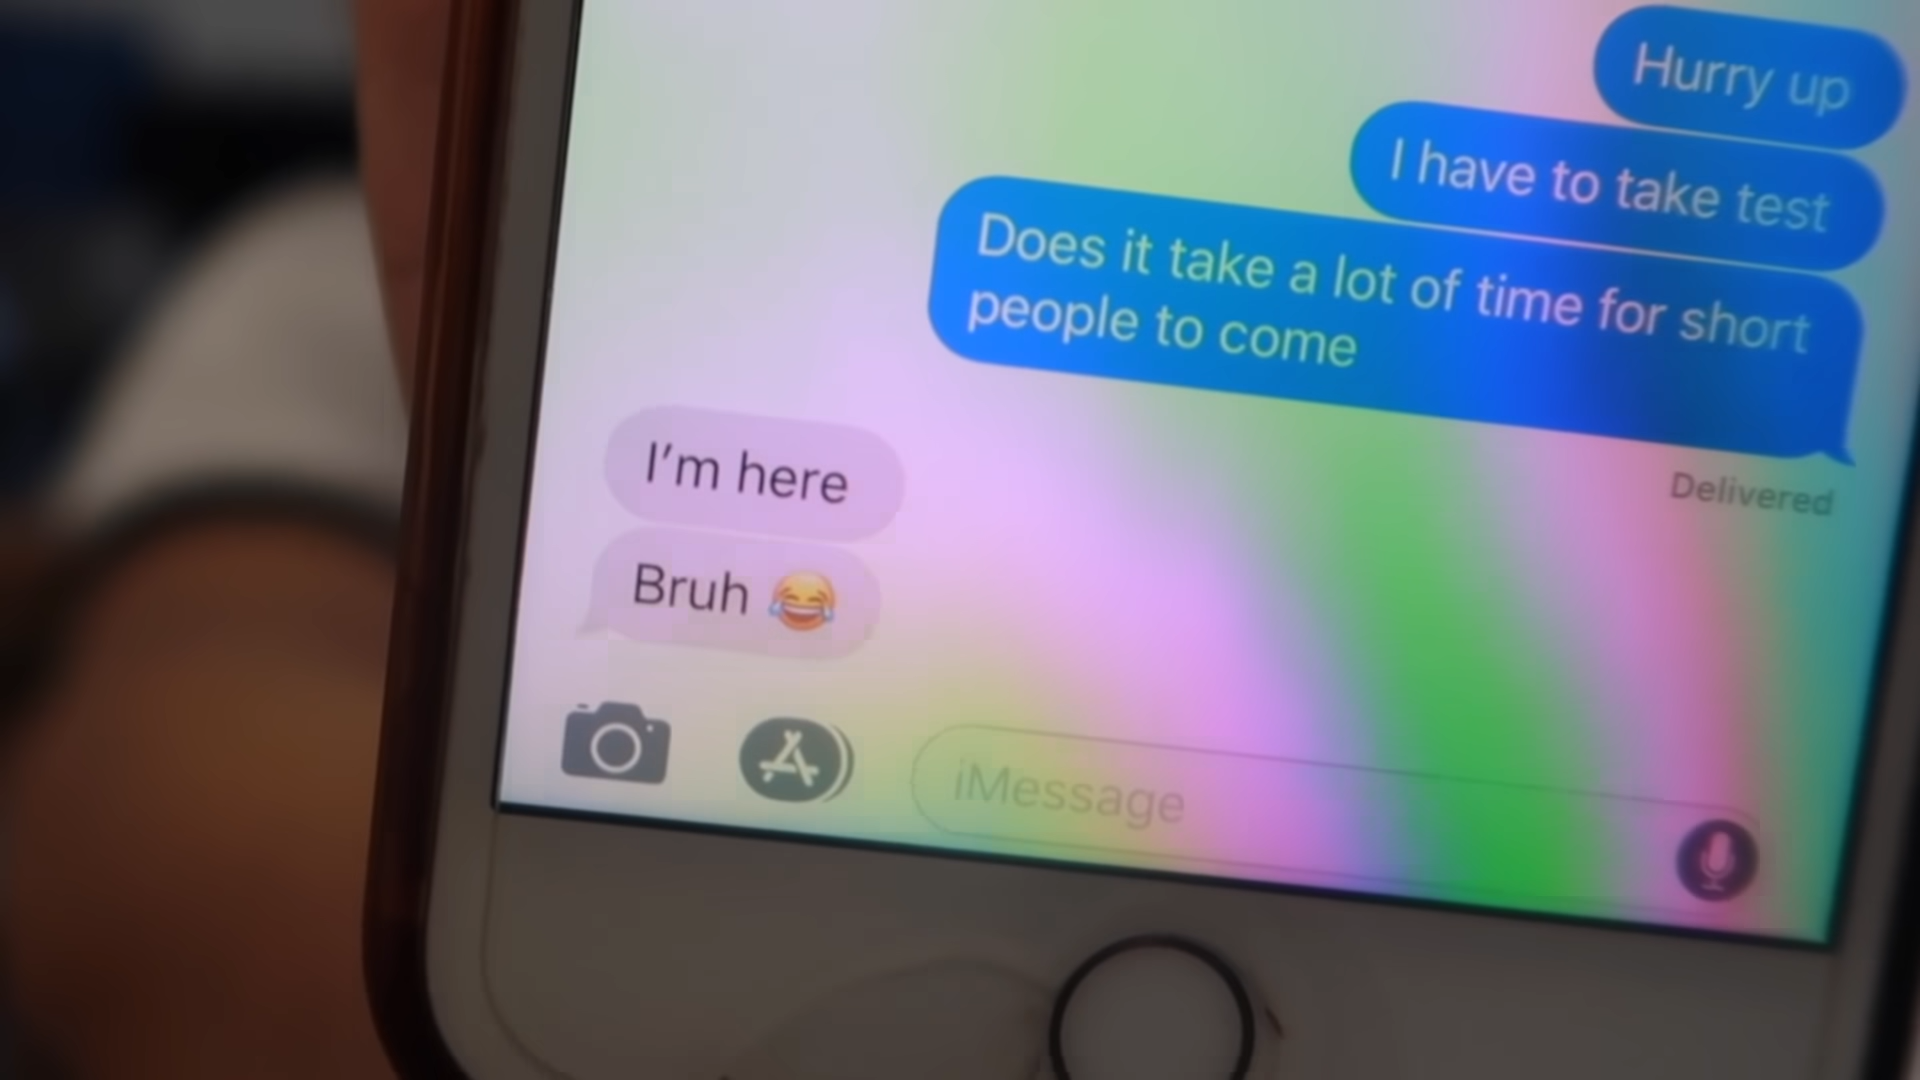 Hurry up
I have to take test
Does it take a lot of time for short
people to come
Delivered
I'm here
Bruh 😂
iMessage